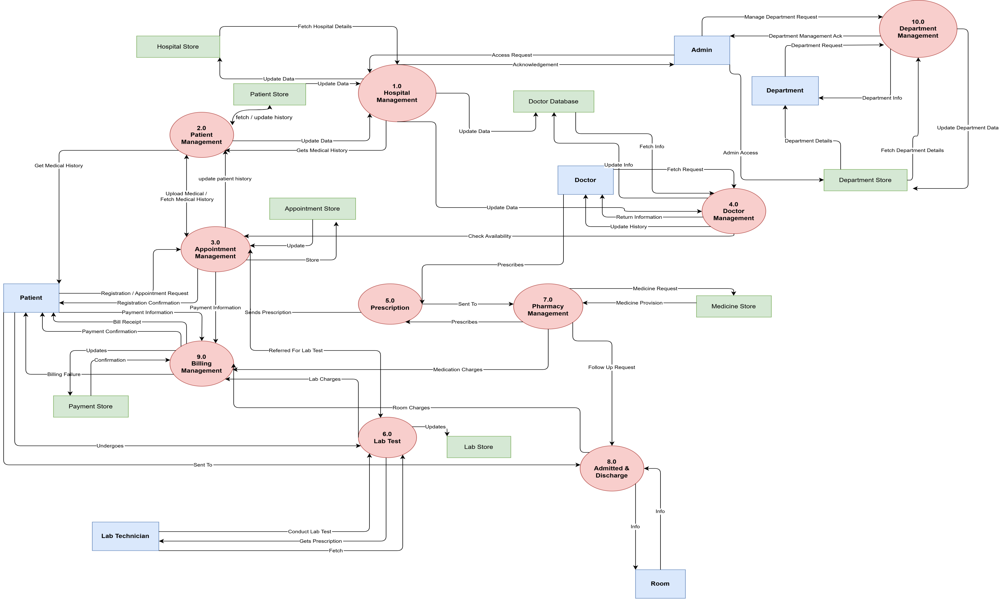 Manage Department Request
10.0
Department
Management
Fetch Hospital Details
Department Management Ack
Hospital Store
Admin
Department Request
Access Request
Acknowledgement
Update Data
Update Data
1.0
Hospital
Management
Patient Store
Department
Doctor Database
Department Info
fetch / update history
2.0
Patient
Management
Update Data
Update Department Data
Update Data
Department Details
Fetch Info
Gets Medical History
Fetch Department Details
Admin Access
Get Medical History
Update Info
Fetch Request
update patient history
Doctor
Department Store
Upload Medical /
Fetch Medical History
Appointment Store
Update Data
4.0
Doctor
Management
Return Information
Update History
Check Availability
3.0
Appointment
Management
Update
Store
Prescribes
Registration / Appointment Request
Patient
Registration Confirmation
Medicine Request
5.0
Prescription
Sent To
7.0
Pharmacy
Management
Medicine Provision
Medicine Store
Payment Information
Payment Information
Sends Prescription
Bill Receipt
Prescribes
Payment Confirmation
Updates
Referred For Lab Test
Confirmation
9.0
Billing
Management
Medication Charges
Follow Up Request
Billing Failure
Lab Charges
Payment Store
Room Charges
Updates
6.0
Lab Test
Undergoes
Lab Store
Sent To
8.0
Admitted &
Discharge
Info
Info
Conduct Lab Test
Lab Technician
Gets Prescription
Fetch
Room